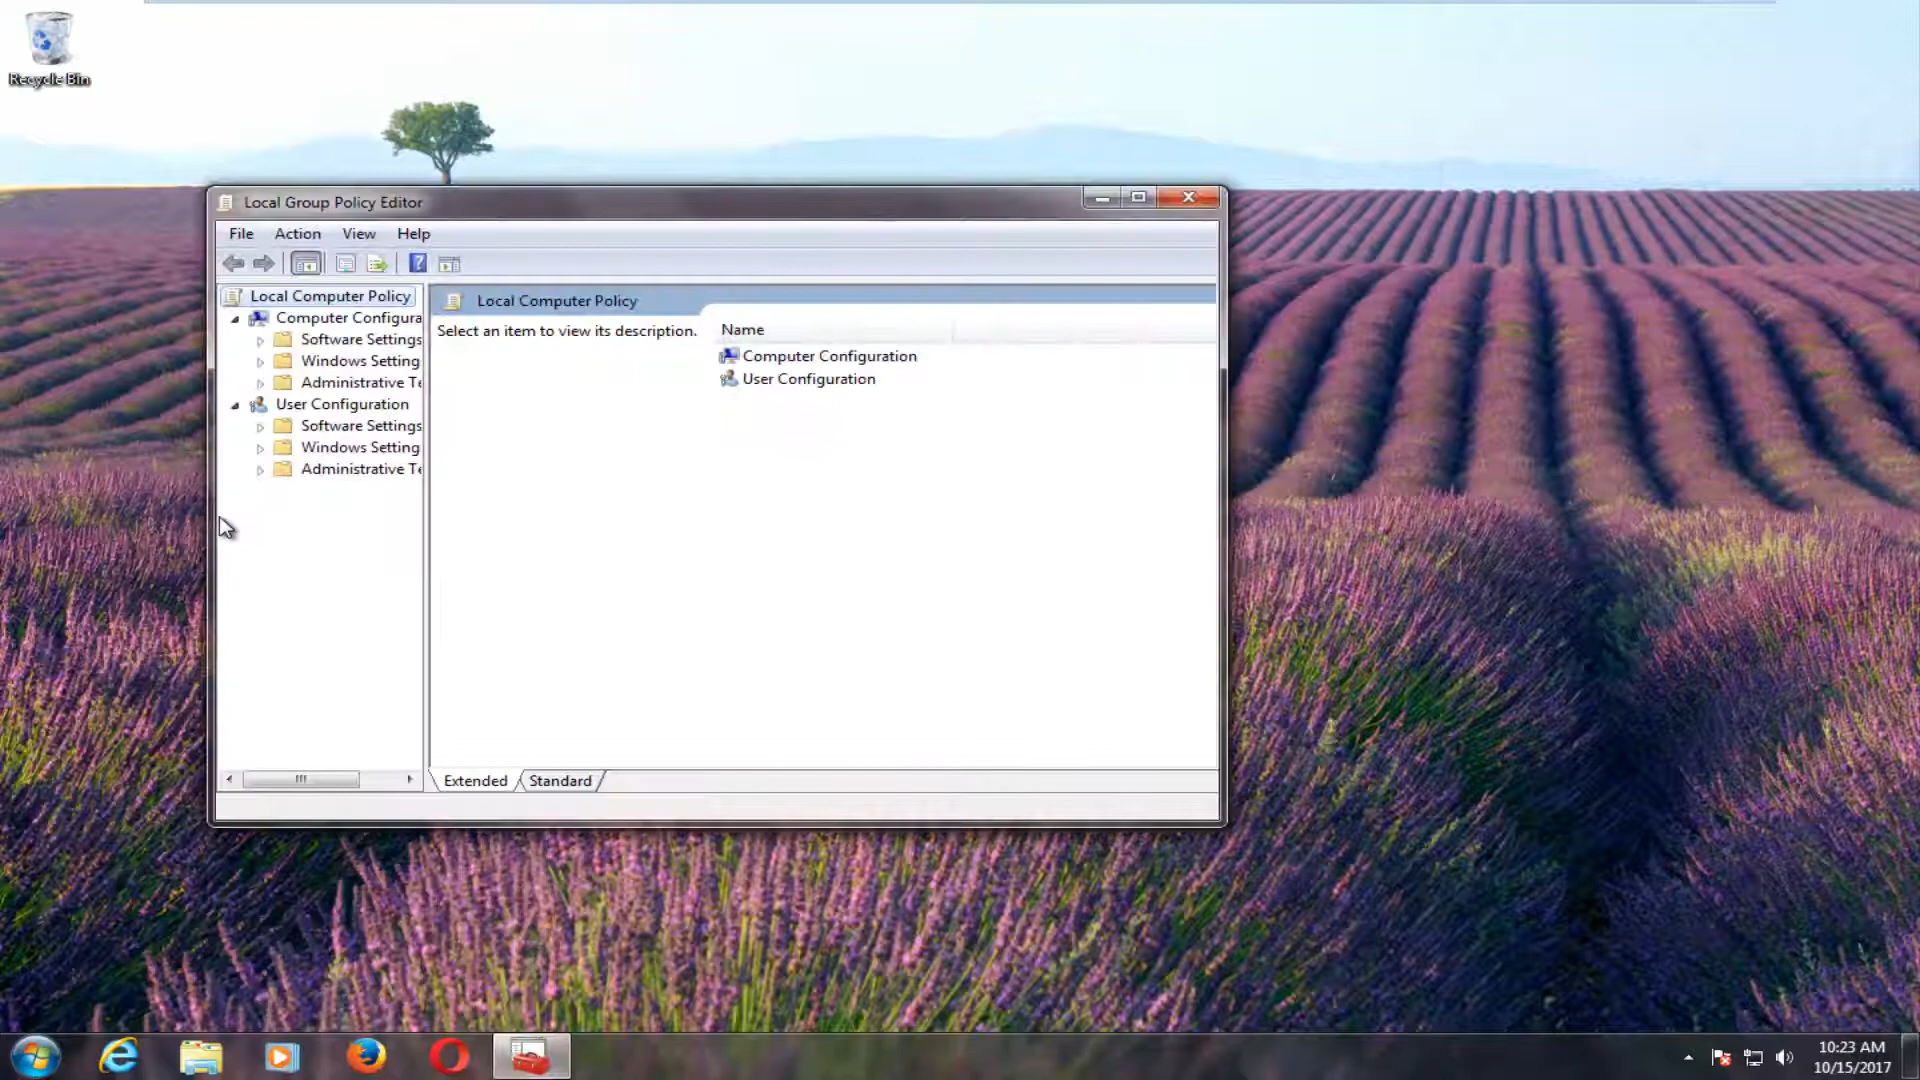 Recycle Bin
Local Group Policy Editor
File Action View Help
Local Computer Policy
Computer Configura
Software Settings
Windows Setting
Administrative Te
User Configuration
Software Settings
Windows Setting
Administrative Te
Local Computer Policy
Select an item to view its description.
Name
Computer Configuration
User Configuration
Extended Standard
10:23 AM
10/15/2017